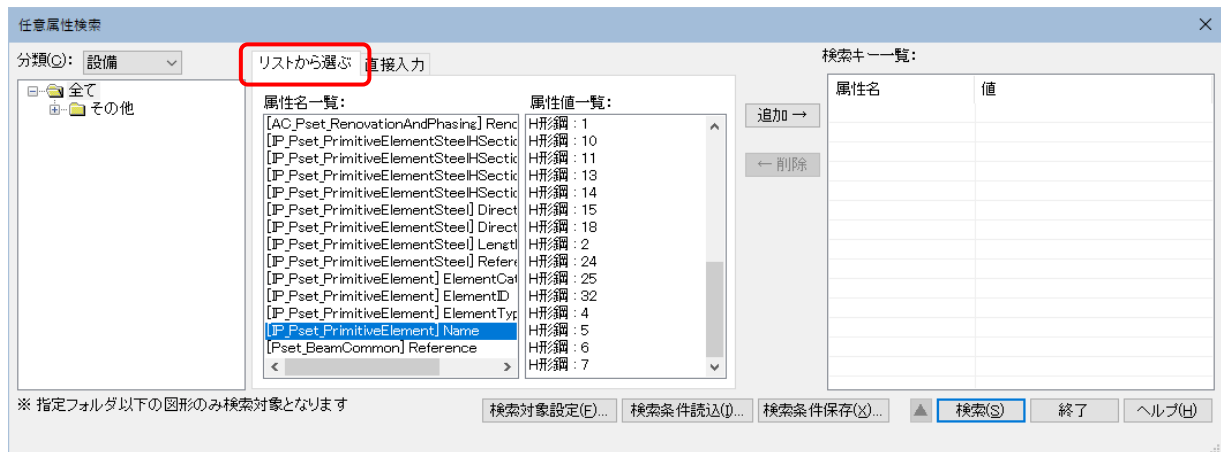 任意属性検索
分類(C): 設備
全て
その他
リストから選ぶ 直接入力
属性名一覧:
[AC_Pset_RenovationAndPhasing] Renc
[IP_Pset_PrimitiveElementSteelHSectic
[IP_Pset_PrimitiveElementSteelHSectic
[IP_Pset_PrimitiveElementSteelHSectic
[IP_Pset_PrimitiveElementSteelHSectic
[IP_Pset_PrimitiveElementSteel] Direct
[IP_Pset_PrimitiveElementSteel] Direct
[IP_Pset_PrimitiveElementSteel] Lengtl
[IP_Pset_PrimitiveElementSteel] Refere
[IP_Pset_PrimitiveElement] ElementCat
[IP_Pset_PrimitiveElement] ElementID
[IP_Pset_PrimitiveElement] ElementTyp
[IP_Pset_PrimitiveElement] Name
[Pset_BeamCommon] Reference
属性値一覧:
H形鋼:1
H形鋼:10
H形鋼:11
H形鋼:13
H形鋼:14
H形鋼:15
H形鋼:18
H形鋼:2
H形鋼:24
H形鋼:25
H形鋼:32
H形鋼:4
H形鋼:5
H形鋼:6
H形鋼:7
追加→
←削除
検索キー一覧:
属性名 値
※ 指定フォルダ以下の図形のみ検索対象となります
検索対象設定(F)... 検索条件読込(I)... 検索条件保存(X)... ▲ 検索(S) 終了 ヘルプ(H)